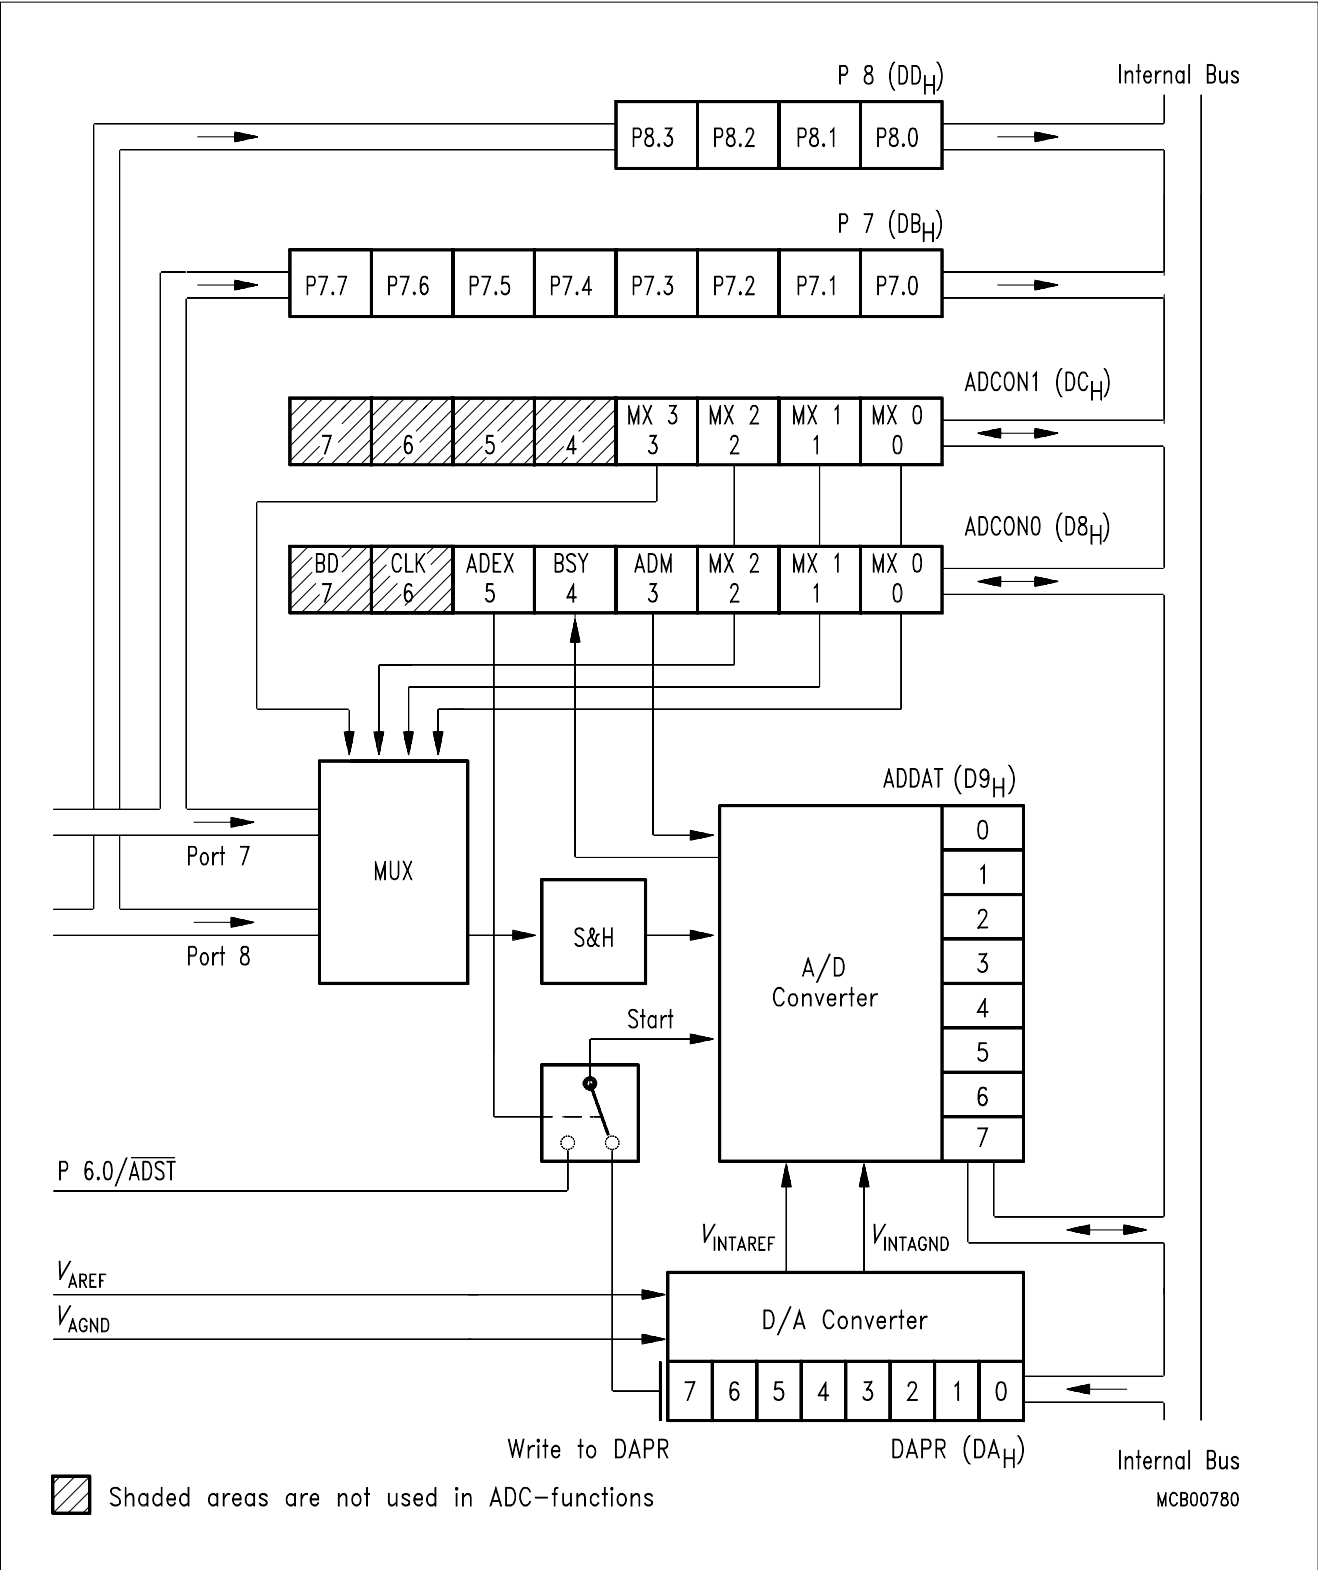 P 8 (DDH) Internal Bus
P8.3 P8.2 P8.1 P8.0
P 7 (DBH)
P7.7 P7.6 P7.5 P7.4 P7.3 P7.2 P7.1 P7.0
ADCON1 (DCH)
MX 3 MX 2 MX 1 MX 0
7 6 5 4 3 2 1 0
ADCON0 (D8H)
BD CLK ADEX BSY ADM MX 2 MX 1 MX 0
7 6 5 4 3 2 1 0
ADDAT (D9H)
0
1
2
3
4
5
6
7
Port 7
MUX
Port 8
S&H
A/D
Converter
Start
P 6.0/ADST
VINTAREF VINTAGND
VAREF
VAGND
D/A Converter
7 6 5 4 3 2 1 0
Write to DAPR DAPR (DAH)
Internal Bus
Shaded areas are not used in ADC-functions
MCB00780